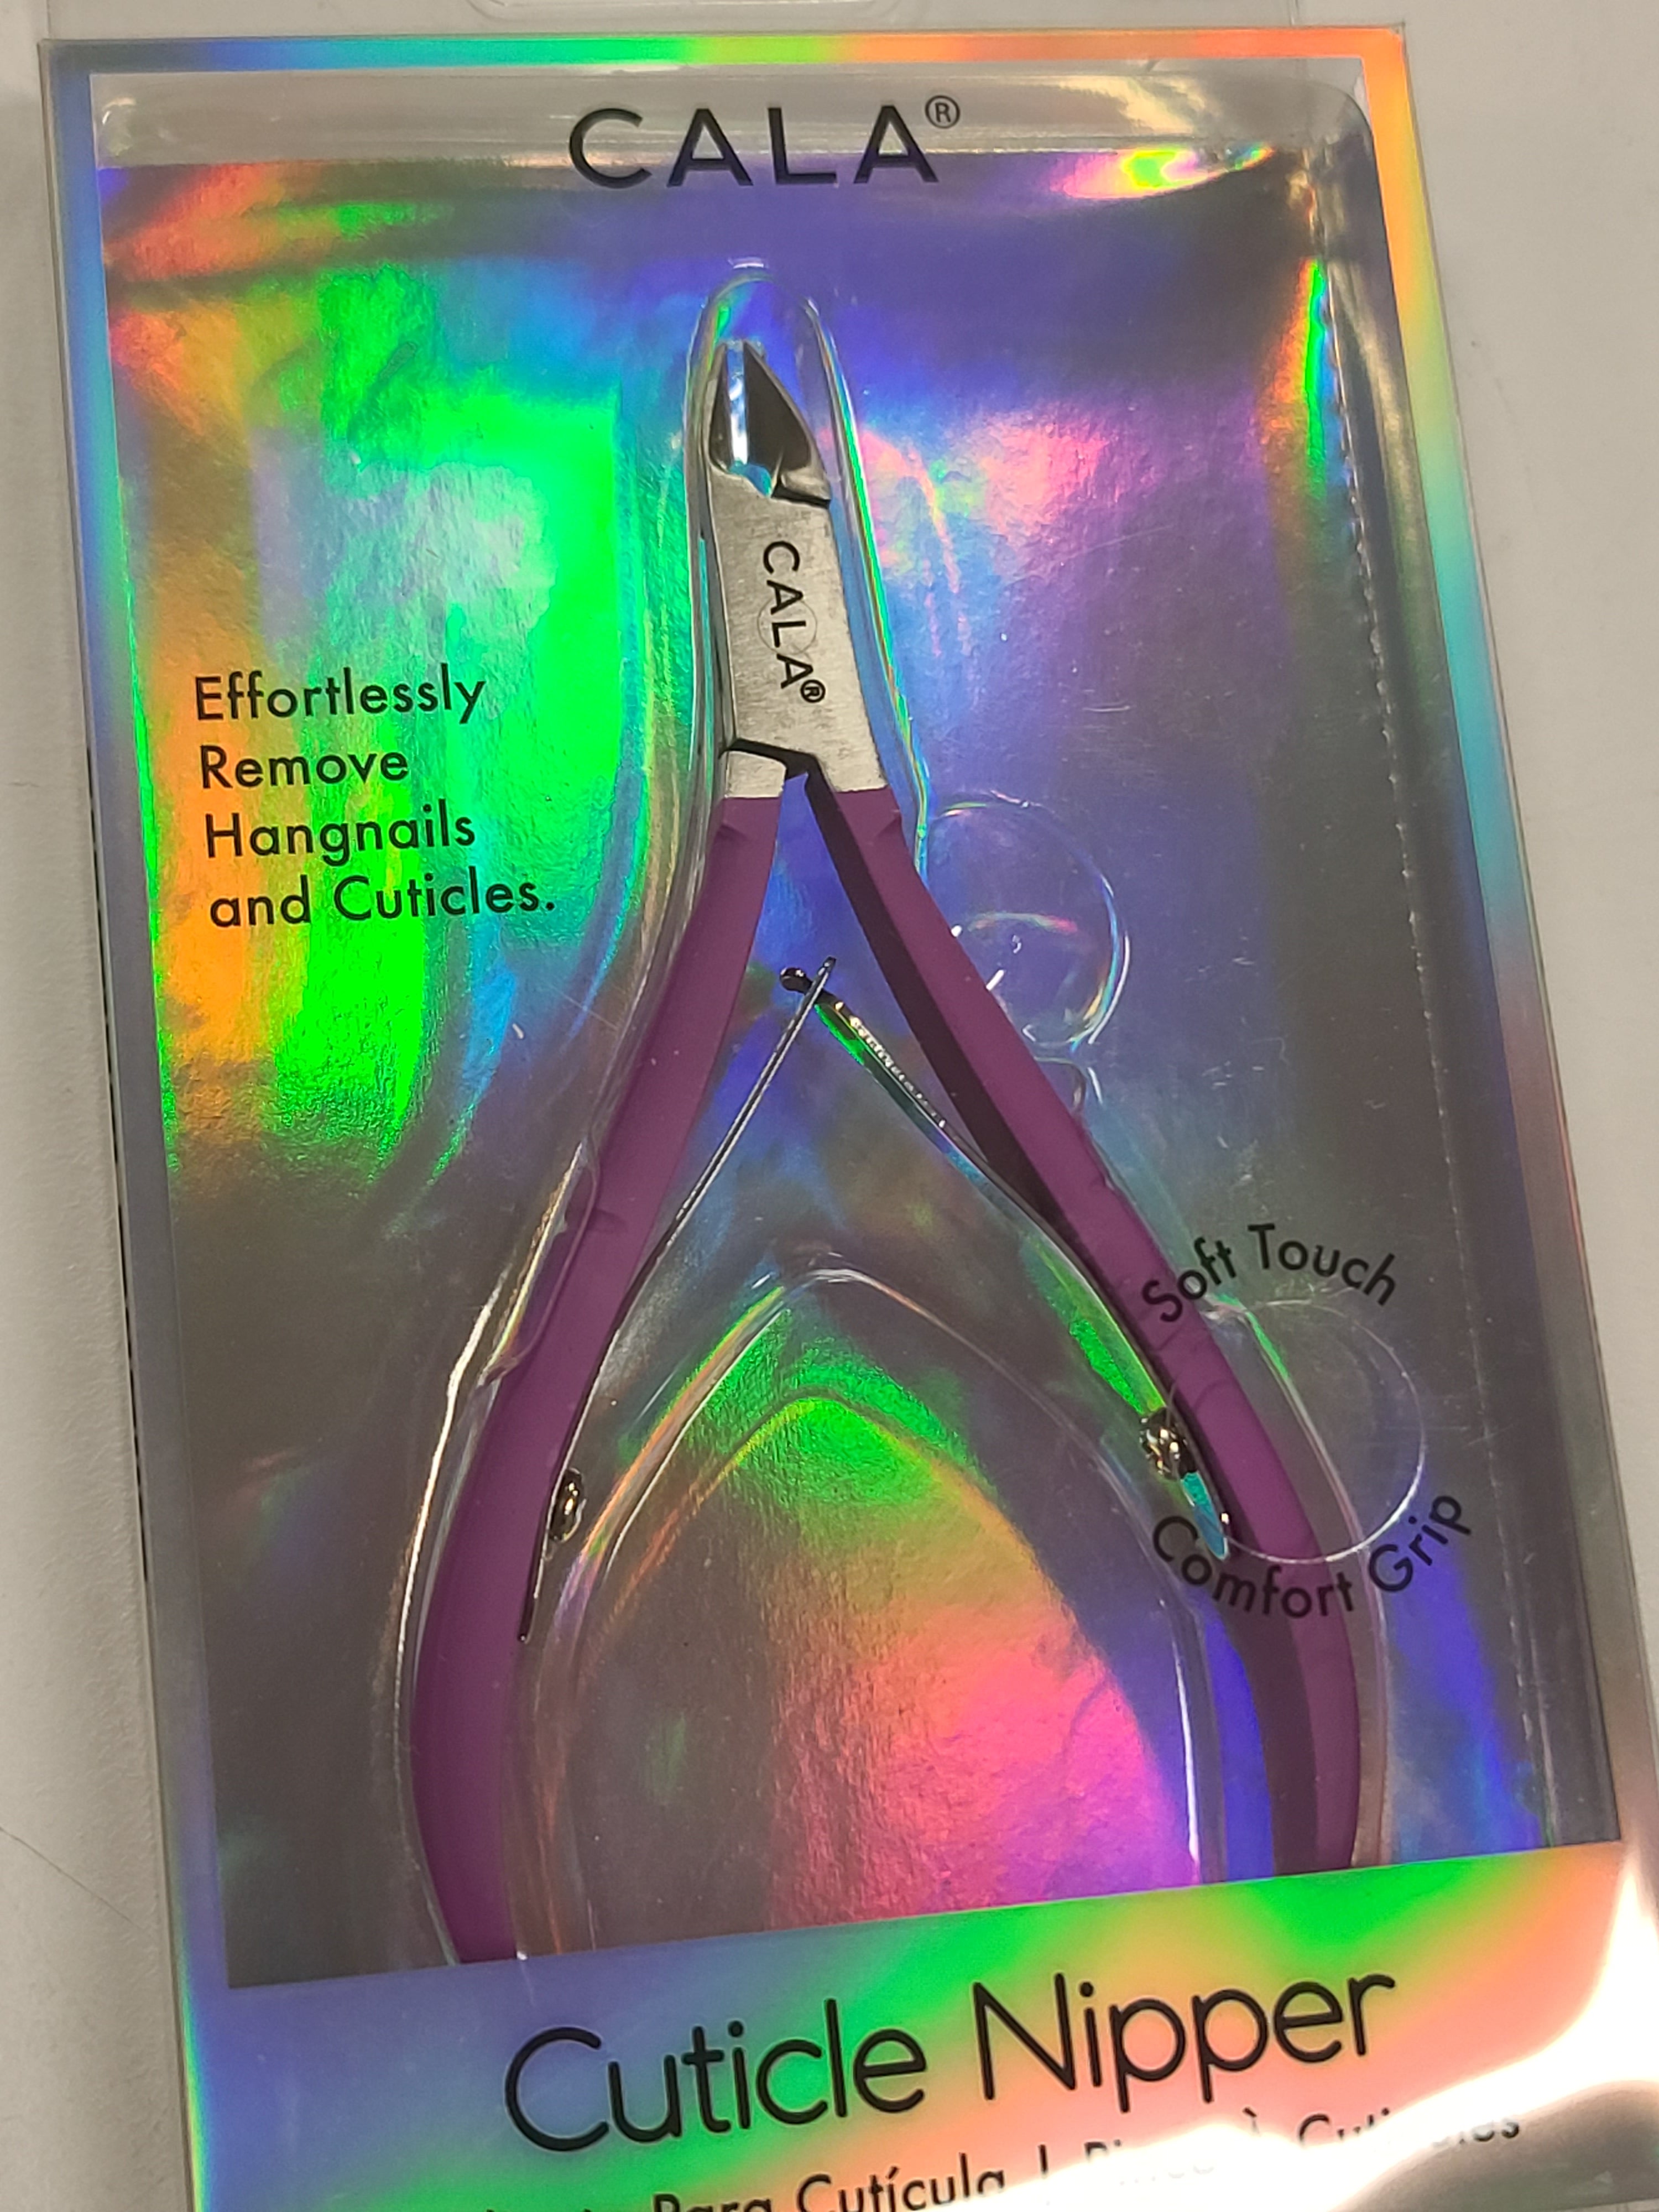 CALA®
CALA®
Effortlessly
Remove
Hangnails
and Cuticles.
Soft Touch
Comfort Grip
Cuticle Nipper
Para Cutícula | À